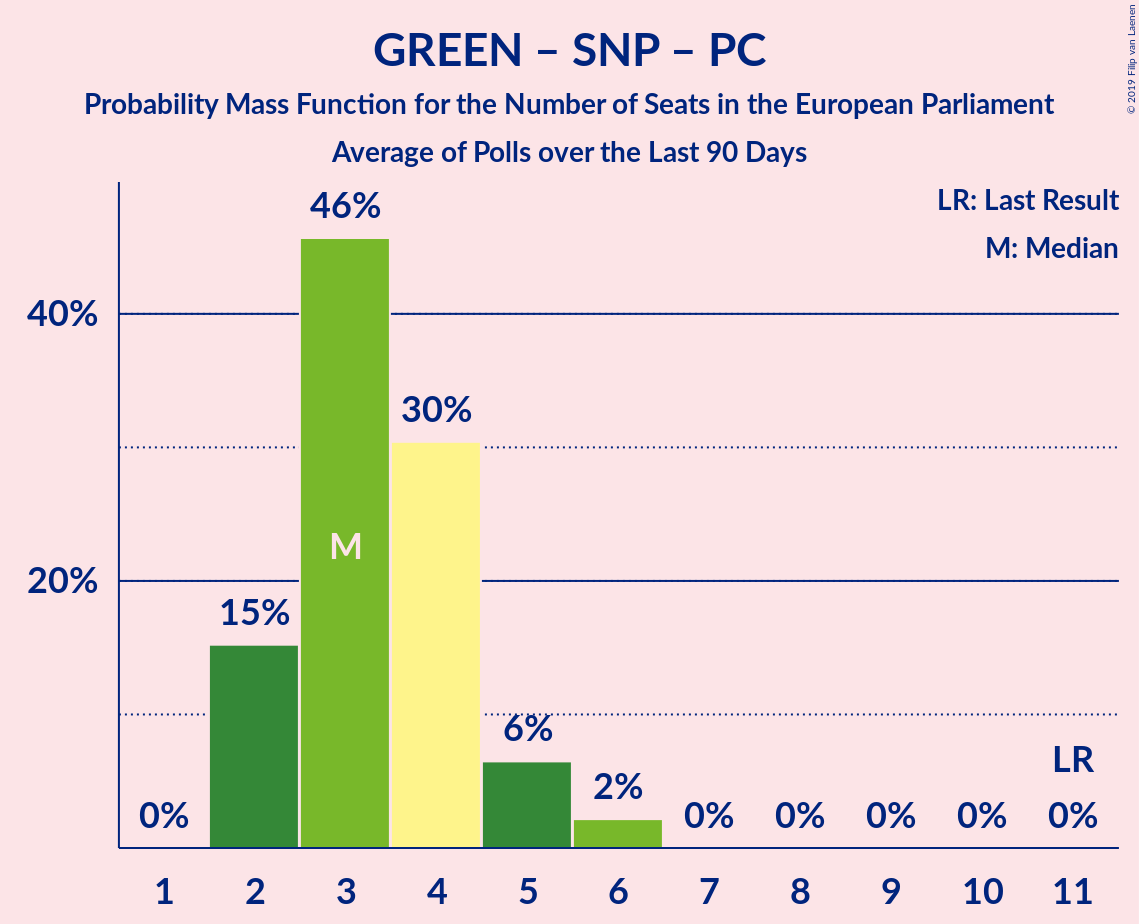 GREEN – SNP – PC
Probability Mass Function for the Number of Seats in the European Parliament
Average of Polls over the Last 90 Days
© 2019 Filip van Laenen
LR: Last Result
M: Median
46%
40%
30%
M
20%
15%
6%
LR
2%
0%
0%
0%
0%
0%
0%
1 2 3 4 5 6 7 8 9 10 11